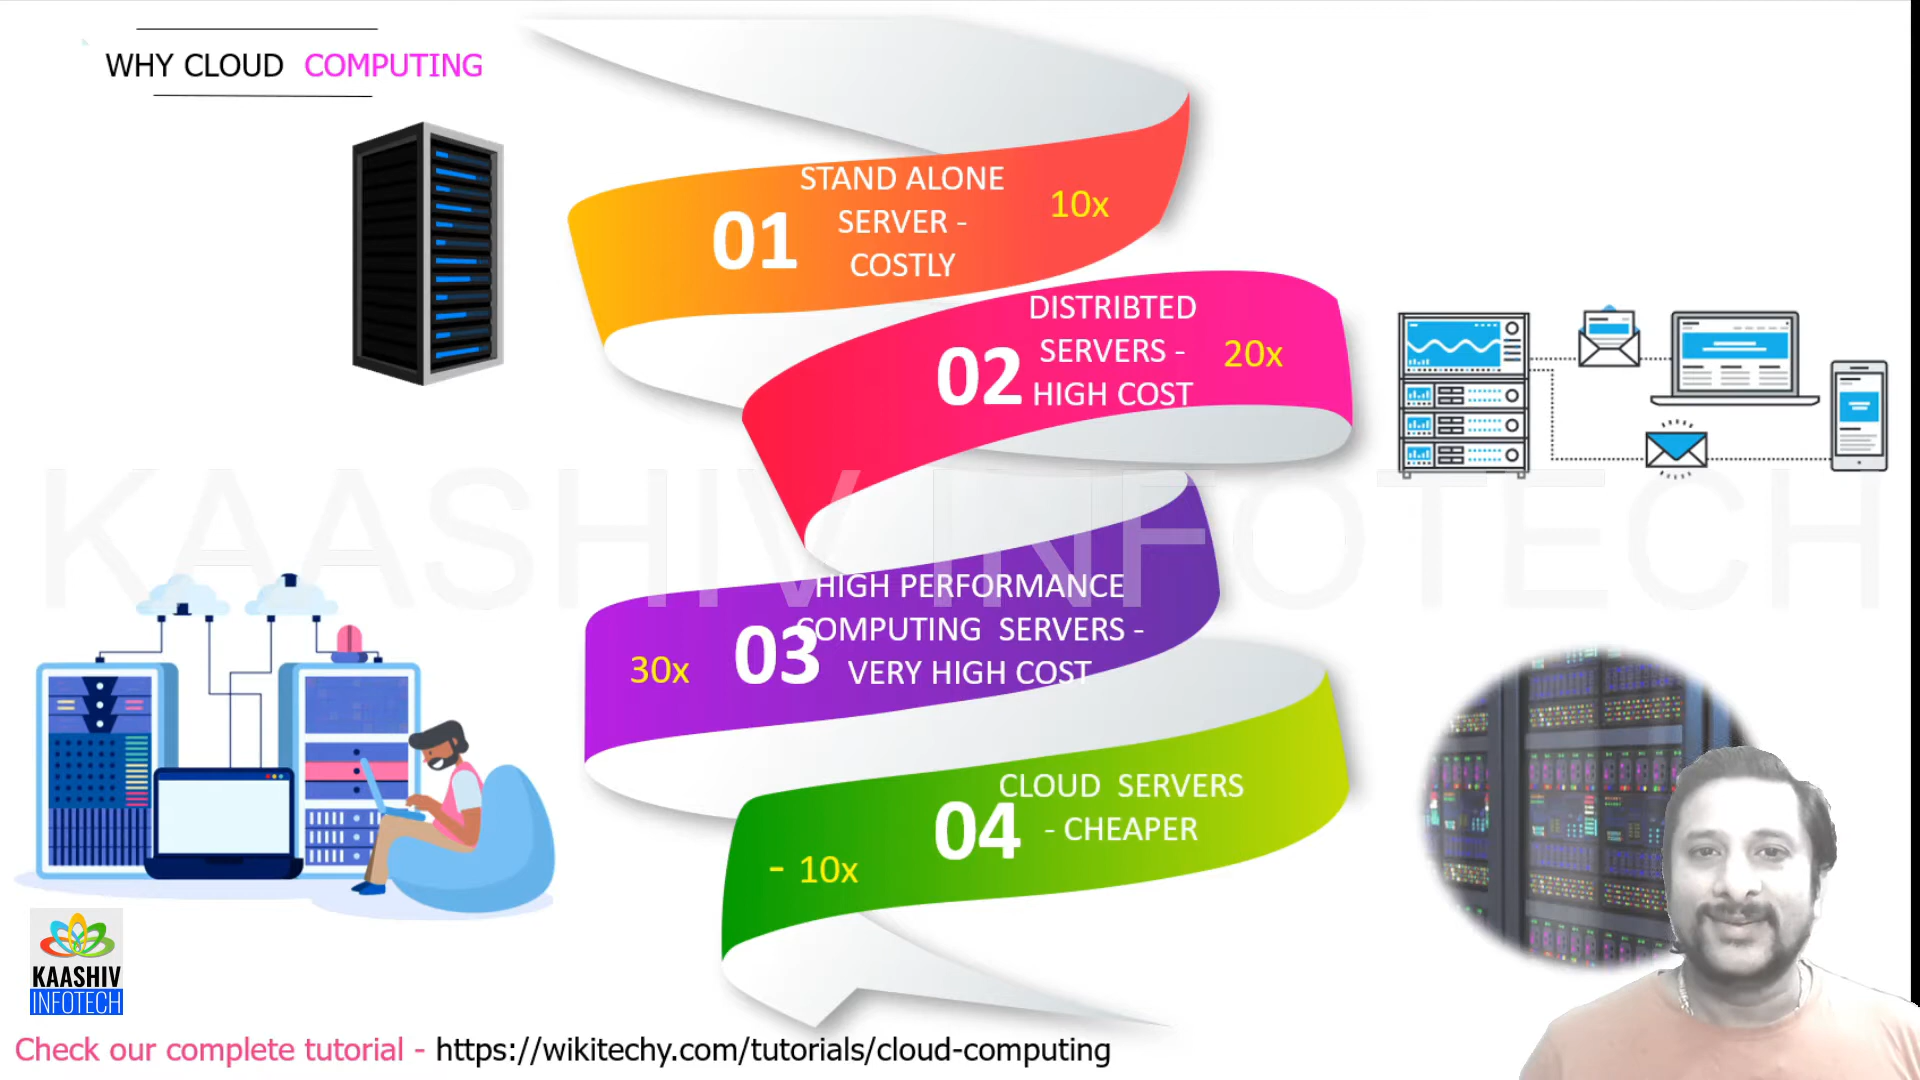 WHY CLOUD COMPUTING
STAND ALONE
SERVER -
COSTLY
01
10x
DISTRIBTED
SERVERS -
HIGH COST
02
20x
HIGH PERFORMANCE
COMPUTING SERVERS -
VERY HIGH COST
03
30x
CLOUD SERVERS
- CHEAPER
04
- 10x
KAASHIV INFOTECH
KAASHIV
INFOTECH
Check our complete tutorial - https://wikitechy.com/tutorials/cloud-computing